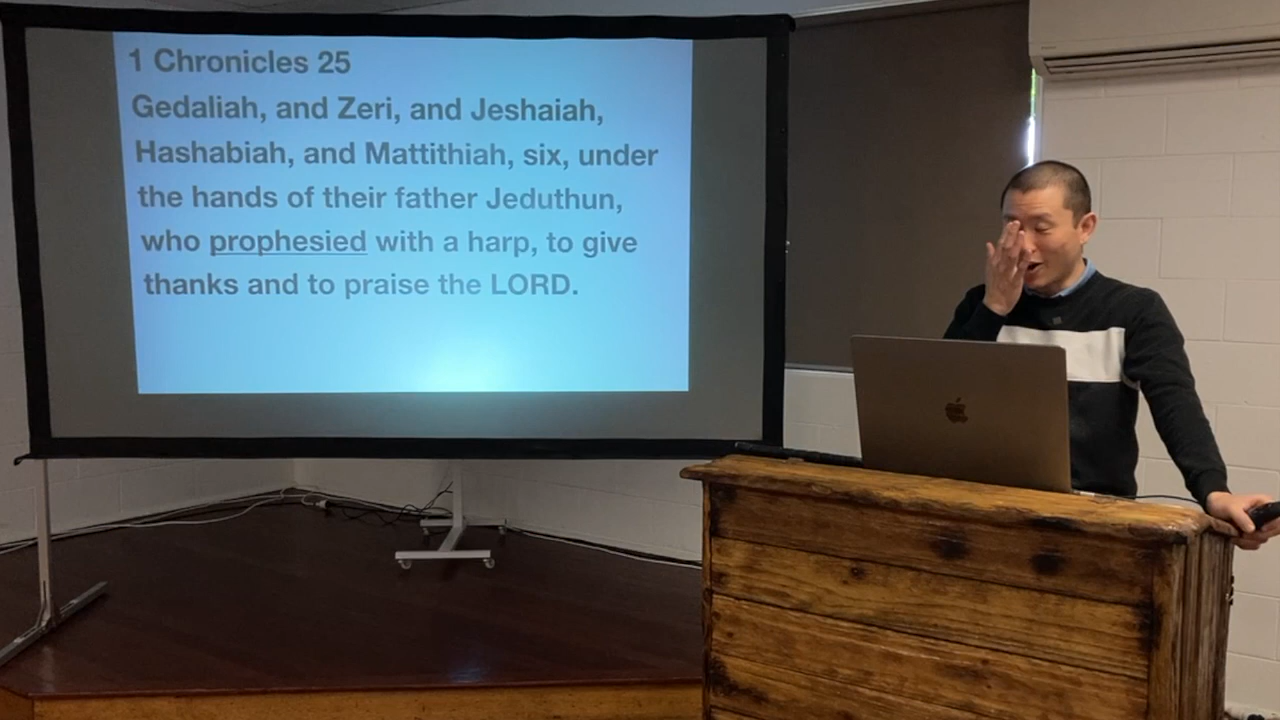 1 Chronicles 25
Gedaliah, and Zeri, and Jeshaiah,
Hashabiah, and Mattithiah, six, under
the hands of their father Jeduthun,
who prophesied with a harp, to give
thanks and to praise the LORD.